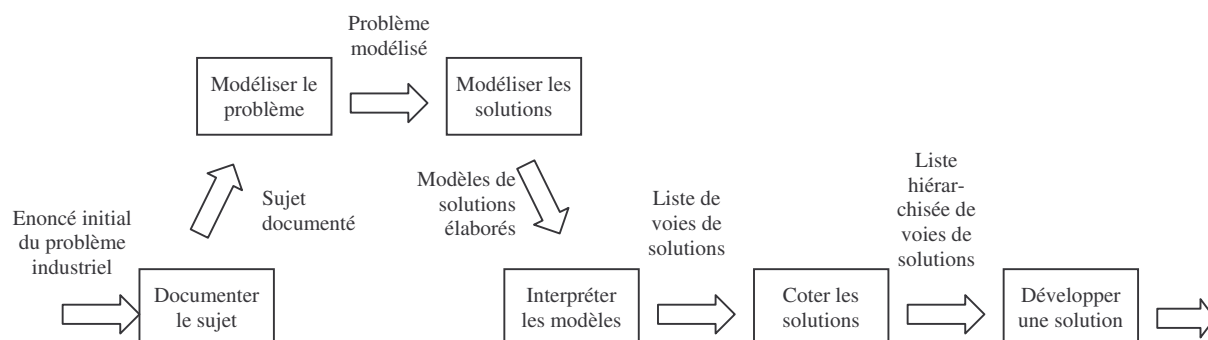 Enoncé initial
du problème
industriel
Documenter
le sujet
Sujet
documenté
Modéliser le
problème
Problème
modélisé
Modéliser les
solutions
Modèles de
solutions
élaborés
Interpréter
les modèles
Liste de
voies de
solutions
Coter les
solutions
Liste
hiérar-
chisée de
voies de
solutions
Développer
une solution